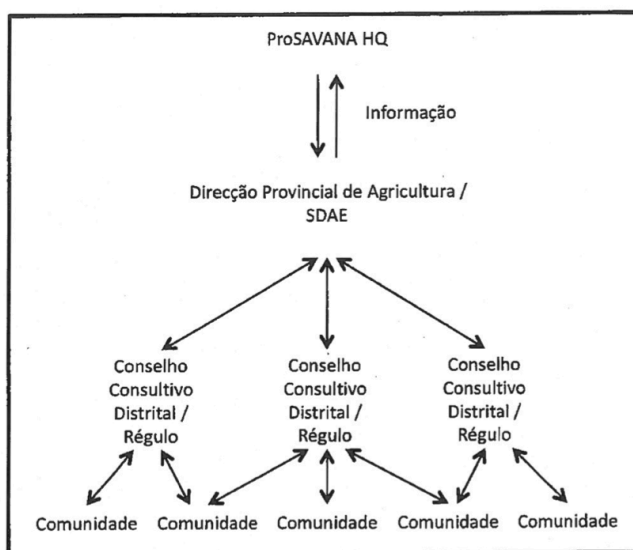 ProSAVANA HQ
Informação
Direcção Provincial de Agricultura /
SDAE
Conselho
Consultivo
Distrital /
Régulo
Conselho
Consultivo
Distrital /
Régulo
Conselho
Consultivo
Distrital /
Régulo
Comunidade
Comunidade
Comunidade
Comunidade
Comunidade